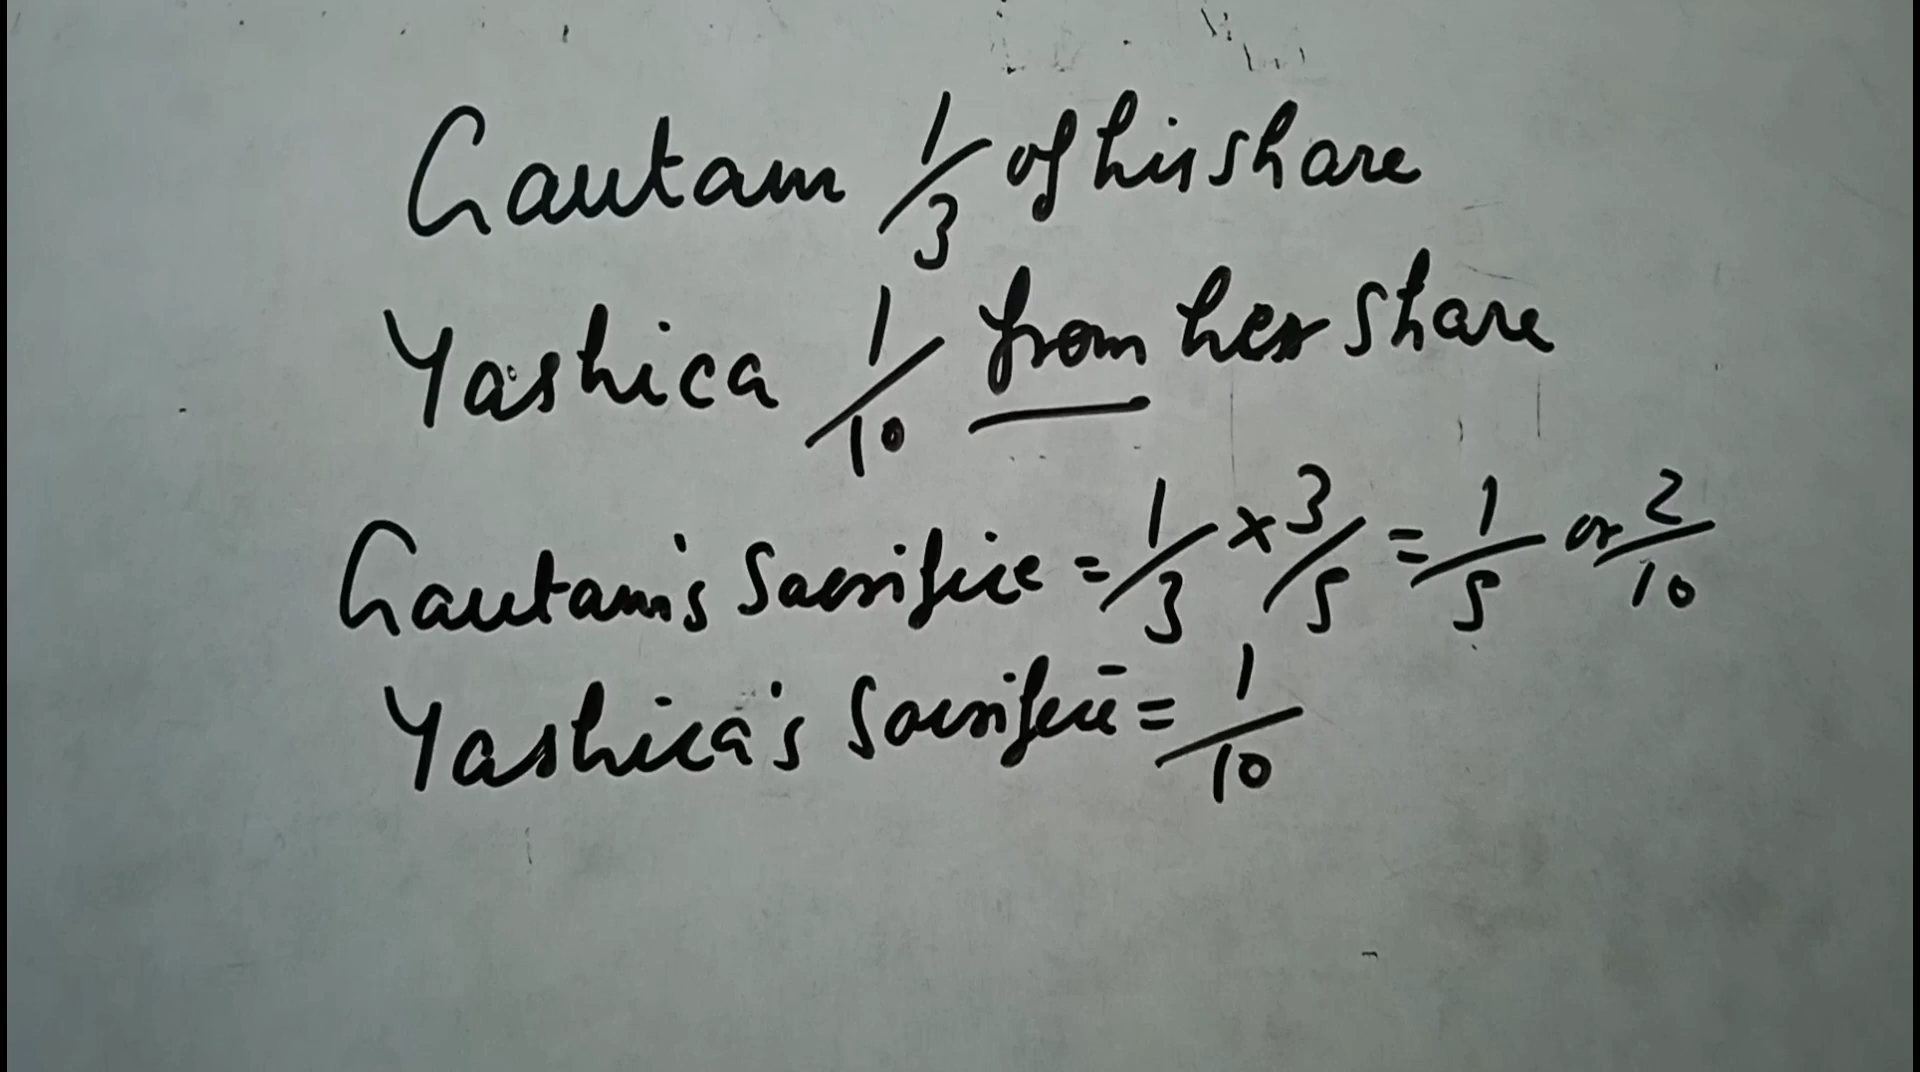 Gautam 1/3 of his share
Yashica 1/10 from her share
Gautam's Sacrifice = 1/3 × 3/5 = 1/5 or 2/10
Yashica's Sacrifice = 1/10